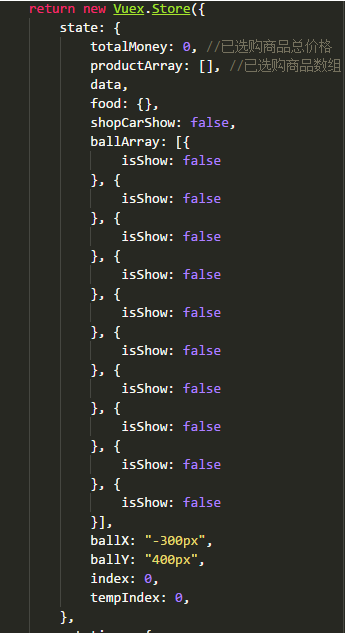 return new Vuex.Store({
state: {
totalMoney: 0, //已选购商品总价格
productArray: [], //已选购商品数组
data,
food: {},
shopCarShow: false,
ballArray: [{
isShow: false
}, {
isShow: false
}, {
isShow: false
}, {
isShow: false
}, {
isShow: false
}, {
isShow: false
}, {
isShow: false
}, {
isShow: false
}, {
isShow: false
}, {
isShow: false
}],
ballX: "-300px",
ballY: "400px",
index: 0,
tempIndex: 0,
},